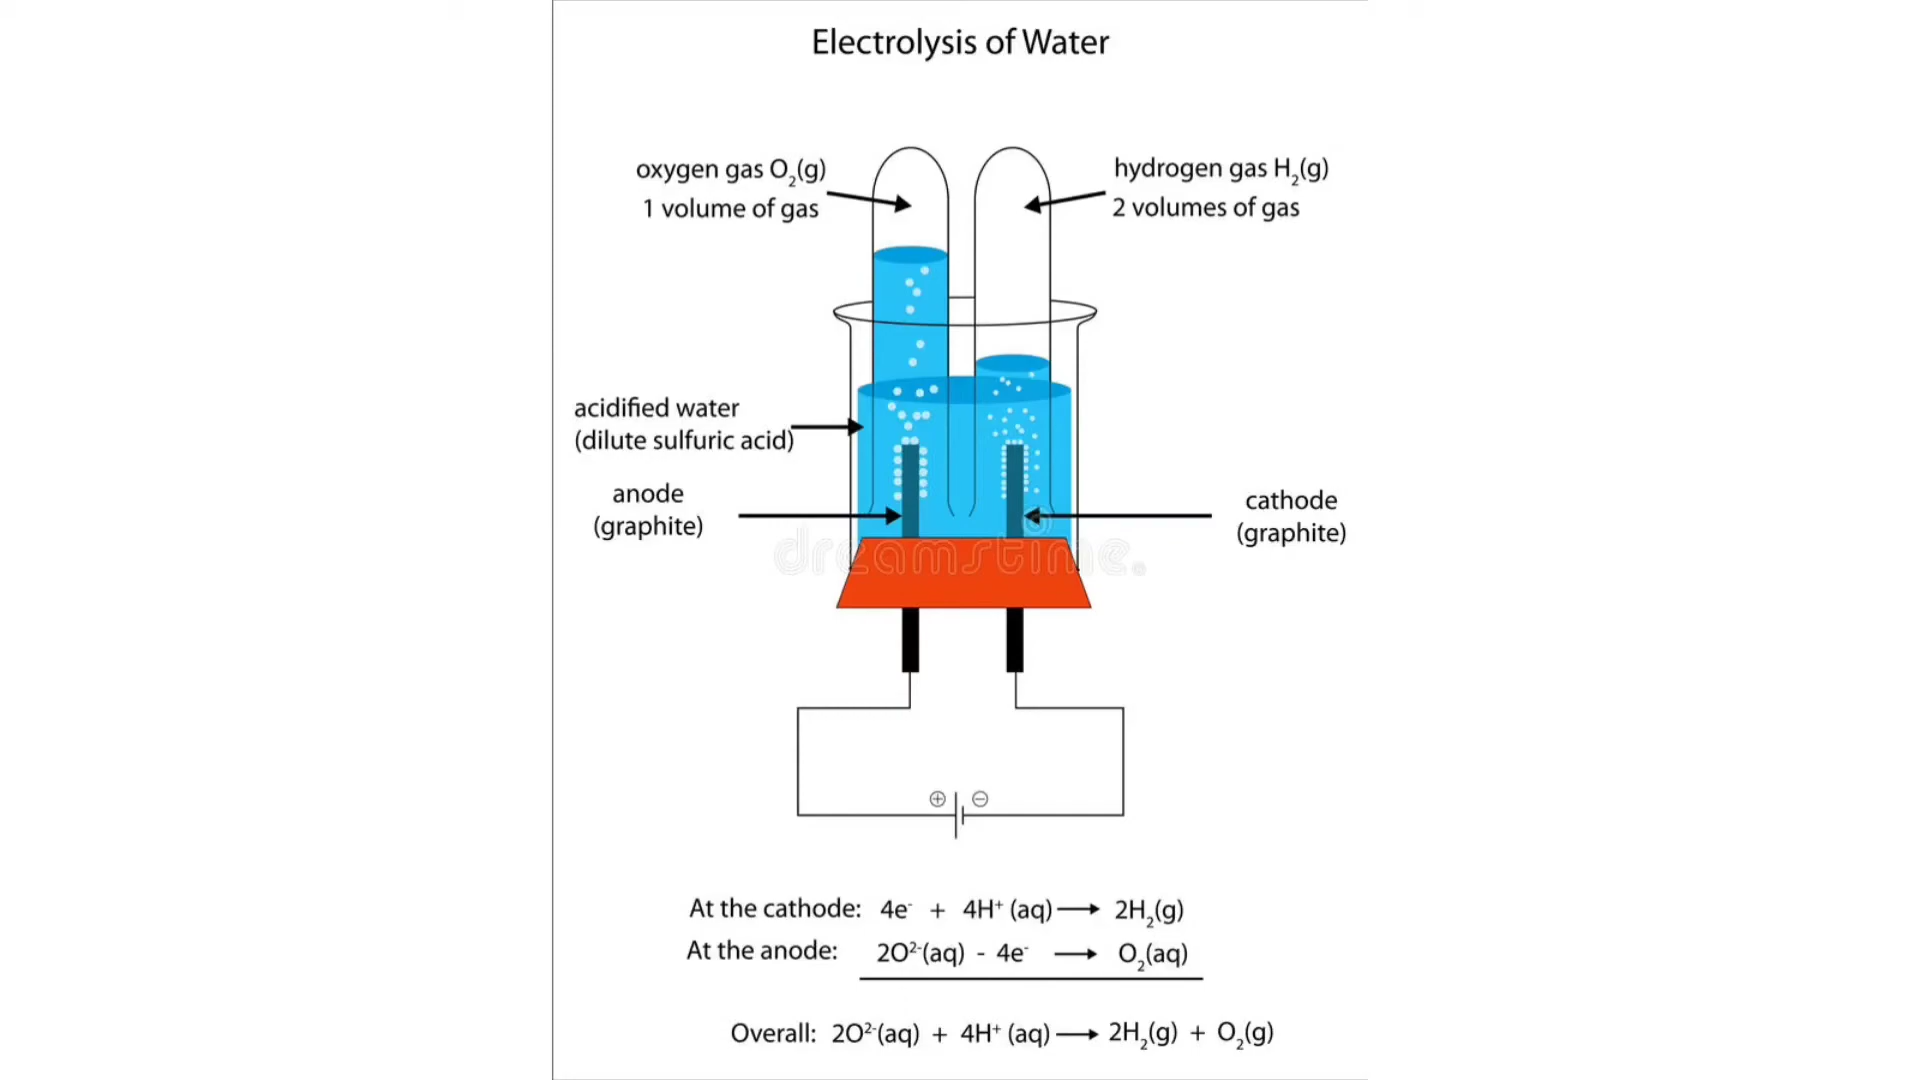 Electrolysis of Water
oxygen gas O₂(g)
1 volume of gas
hydrogen gas H₂(g)
2 volumes of gas
acidified water
(dilute sulfuric acid)
anode
(graphite)
cathode
(graphite)
dreamstime.
⊕ ⊖
At the cathode: 4e⁻ + 4H⁺ (aq) ⟶ 2H₂(g)
At the anode: 2O²⁻(aq) - 4e⁻ ⟶ O₂(aq)
Overall: 2O²⁻(aq) + 4H⁺ (aq) ⟶ 2H₂(g) + O₂(g)